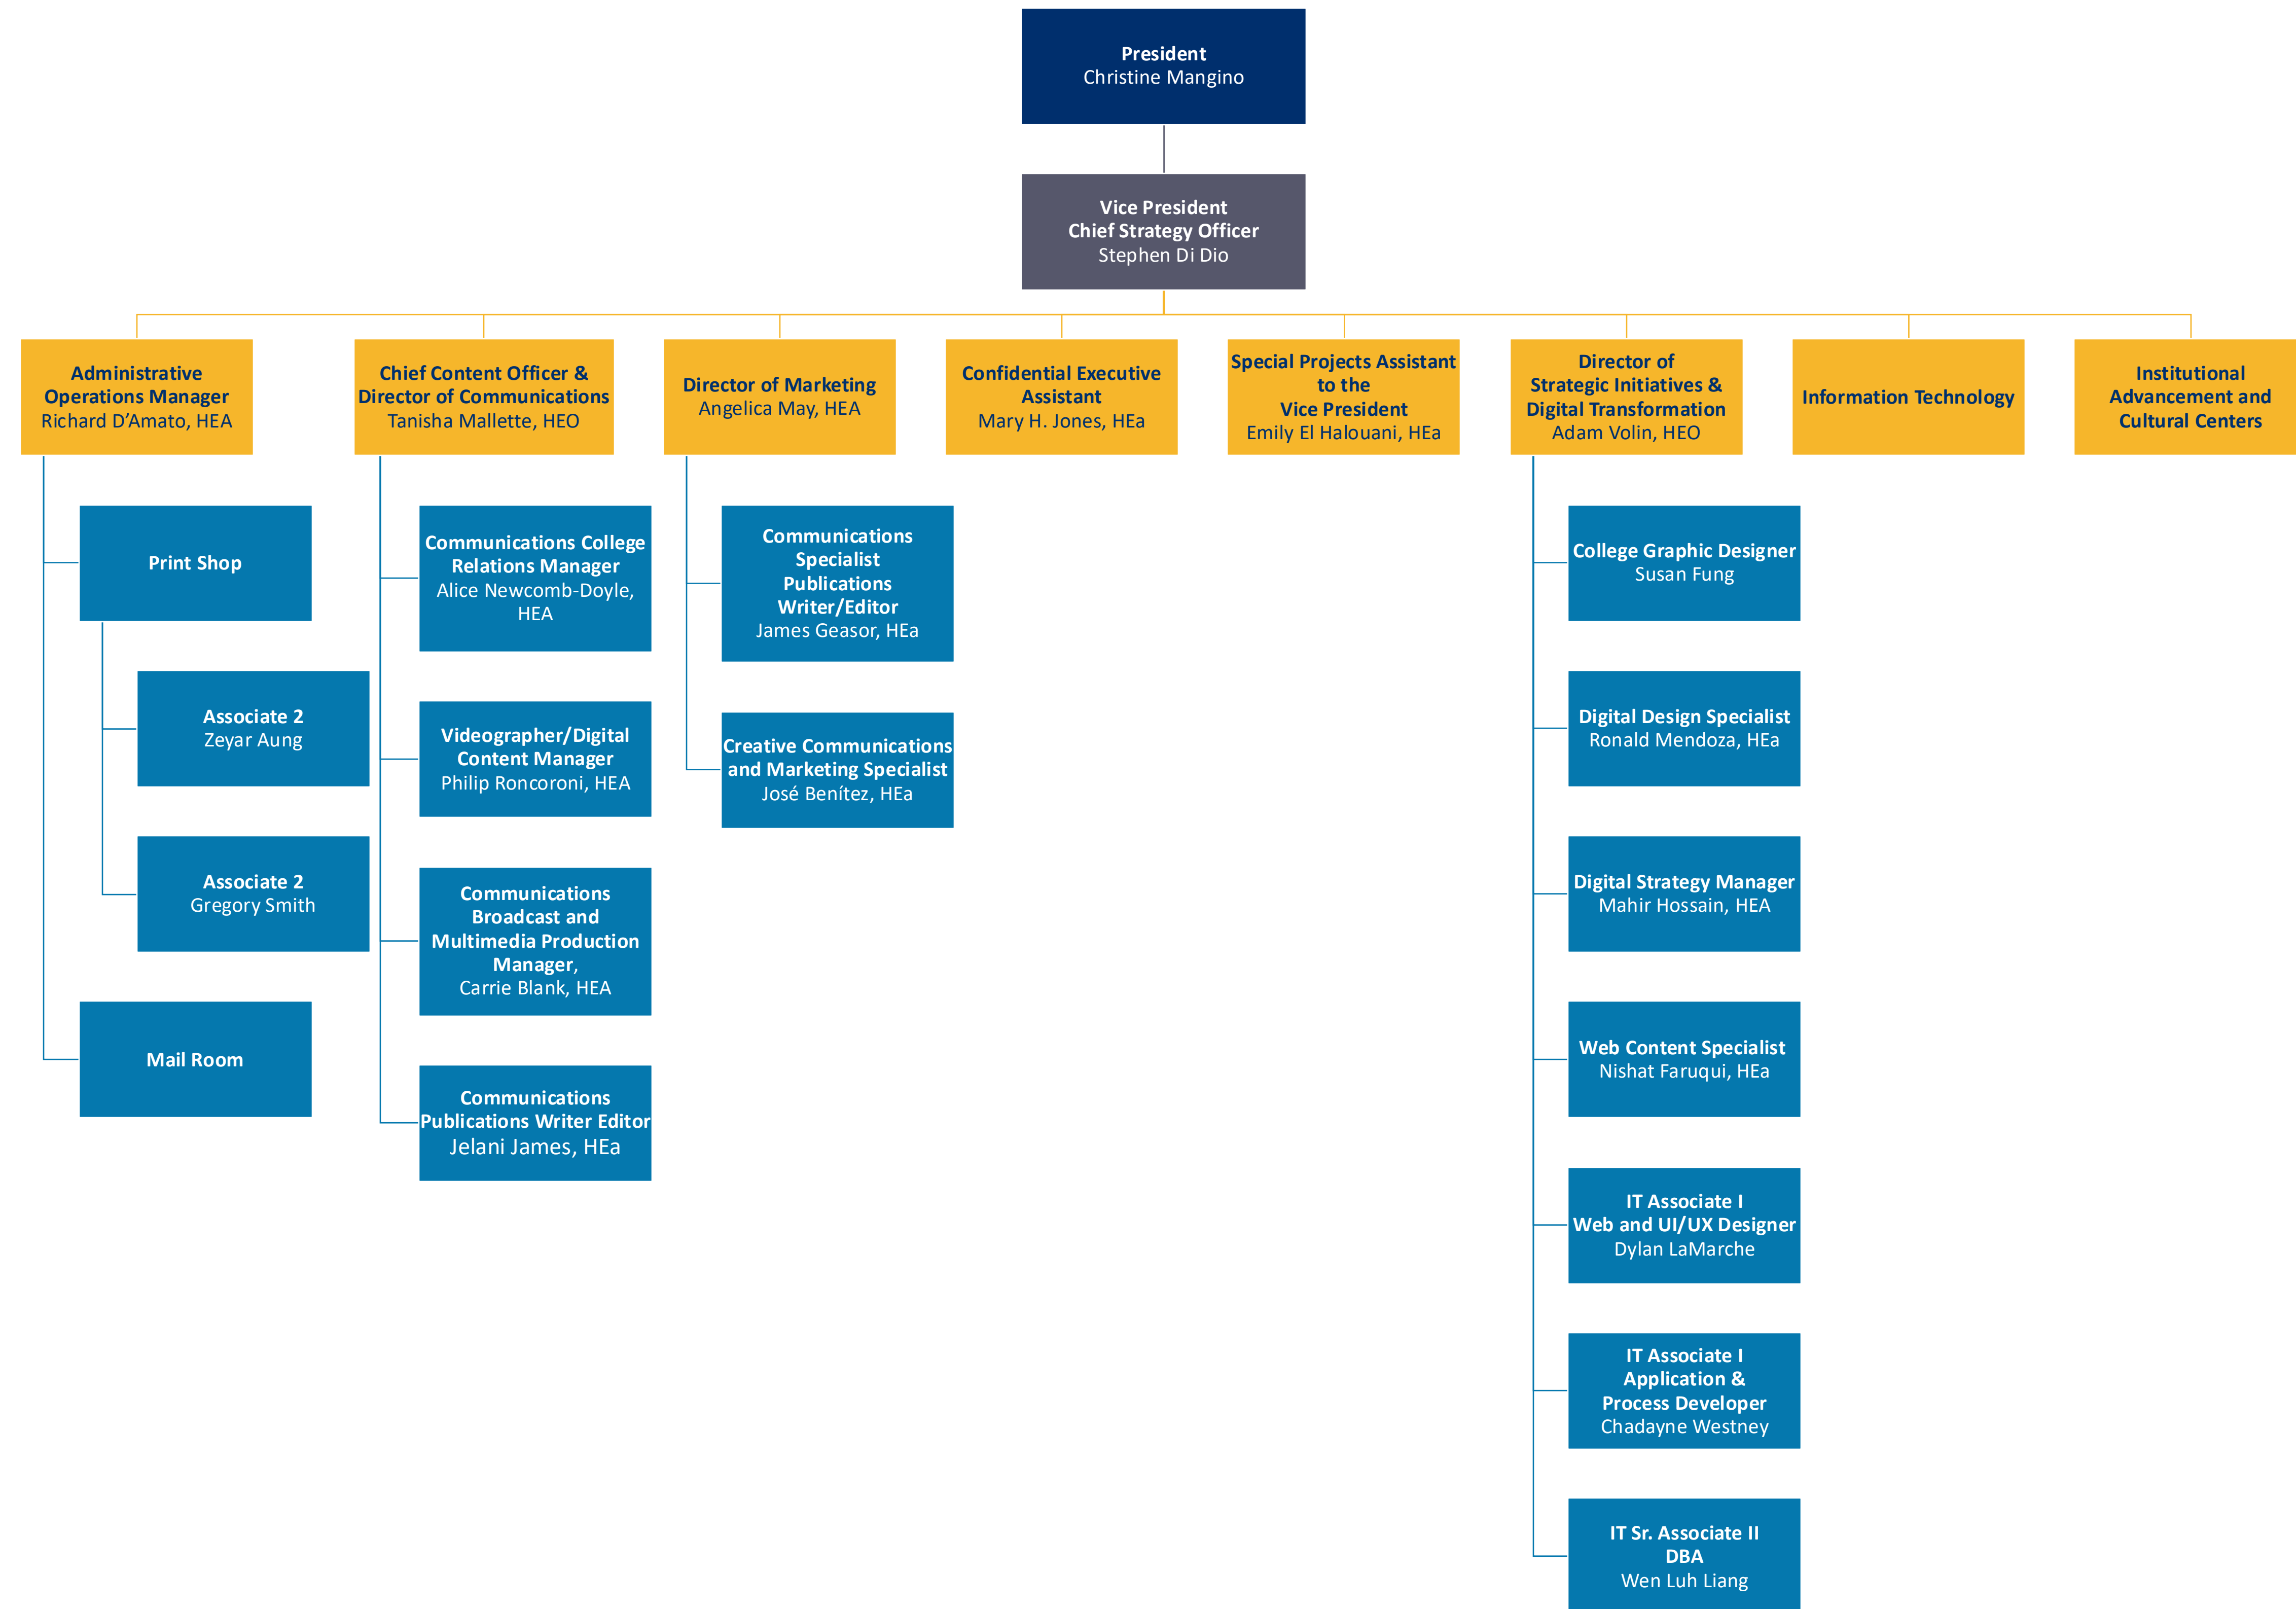 President
Christine Mangino
Vice President
Chief Strategy Officer
Stephen Di Dio
Administrative
Operations Manager
Richard D’Amato, HEA
Chief Content Officer &
Director of Communications
Tanisha Mallette, HEO
Director of Marketing
Angelica May, HEA
Confidential Executive
Assistant
Mary H. Jones, HEa
Special Projects Assistant
to the
Vice President
Emily El Halouani, HEa
Director of
Strategic Initiatives &
Digital Transformation
Adam Volin, HEO
Information Technology
Institutional
Advancement and
Cultural Centers
Print Shop
Associate 2
Zeyar Aung
Associate 2
Gregory Smith
Mail Room
Communications College
Relations Manager
Alice Newcomb-Doyle,
HEA
Videographer/Digital
Content Manager
Philip Roncoroni, HEA
Communications
Broadcast and
Multimedia Production
Manager,
Carrie Blank, HEA
Communications
Publications Writer Editor
Jelani James, HEa
Communications
Specialist
Publications
Writer/Editor
James Geasor, HEa
Creative Communications
and Marketing Specialist
José Benítez, HEa
College Graphic Designer
Susan Fung
Digital Design Specialist
Ronald Mendoza, HEa
Digital Strategy Manager
Mahir Hossain, HEA
Web Content Specialist
Nishat Faruqui, HEa
IT Associate I
Web and UI/UX Designer
Dylan LaMarche
IT Associate I
Application &
Process Developer
Chadayne Westney
IT Sr. Associate II
DBA
Wen Luh Liang